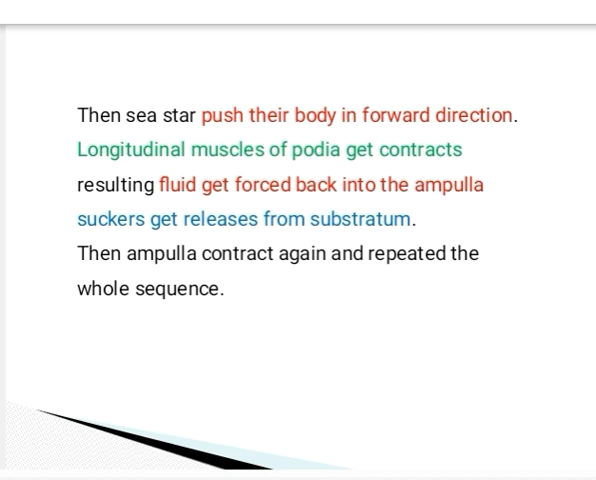 Then sea star push their body in forward direction.
Longitudinal muscles of podia get contracts
resulting fluid get forced back into the ampulla
suckers get releases from substratum.
Then ampulla contract again and repeated the
whole sequence.